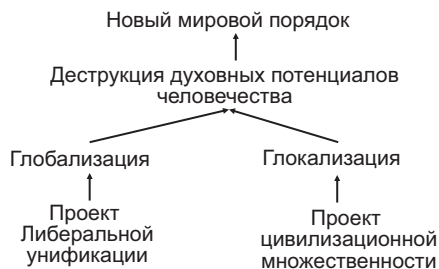 Новый мировой порядок
Деструкция духовных потенциалов
человечества
Глобализация
Глокализация
Проект
Либеральной
унификации
Проект
цивилизационной
множественности